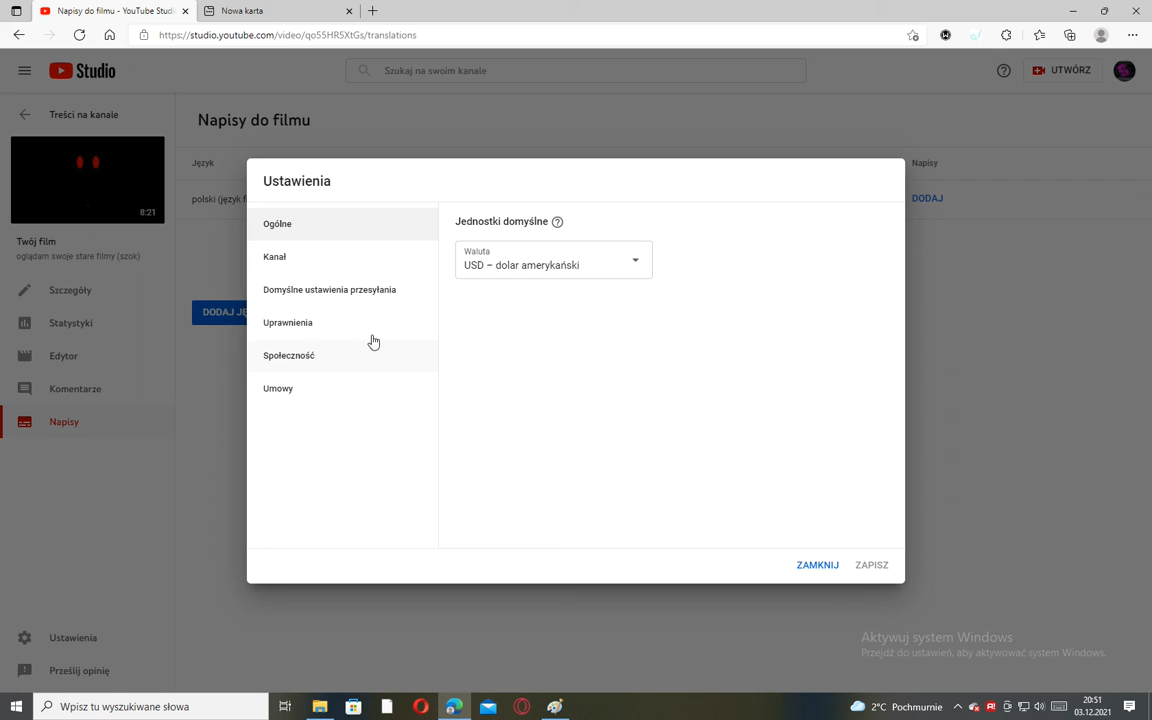 Napisy do filmu - YouTube Studi
Nowa karta
https://studio.youtube.com/video/qo55HR5XtGs/translations
Studio
Szukaj na swoim kanale
UTWÓRZ
Treści na kanale
Napisy do filmu
Język
Napisy
polski (język f
DODAJ
8:21
Twój film
oglądam swoje stare filmy (szok)
Szczegóły
Statystyki
Edytor
Komentarze
Napisy
DODAJ JĘ
Ustawienia
Ogólne
Kanał
Domyślne ustawienia przesyłania
Uprawnienia
Społeczność
Umowy
Jednostki domyślne
Waluta
USD – dolar amerykański
ZAMKNIJ ZAPISZ
Ustawienia
Prześlij opinię
Aktywuj system Windows
Przejdź do ustawień, aby aktywować system Windows.
Wpisz tu wyszukiwane słowa
2°C Pochmurnie
20:51
03.12.2021